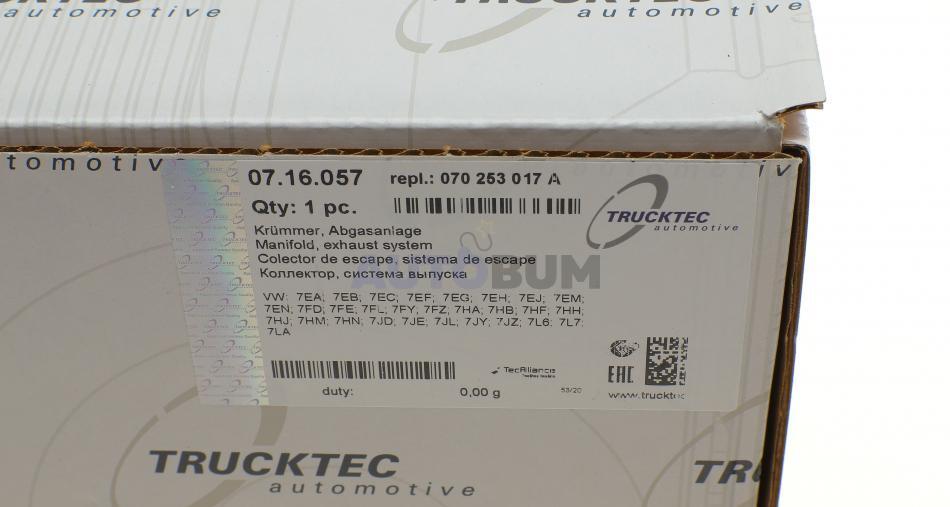 TRUCKTEC
automotive
automotive
utomotive
07.16.057 repl.: 070 253 017 A
Qty: 1 pc.
TRUCKTEC
automotive
Krümmer, Abgasanlage
Manifold, exhaust system
Colector de escape, sistema de escape
Коллектор, система выпуска
AUTOBUM
VW: 7EA; 7EB; 7EC; 7EF; 7EG; 7EH; 7EJ; 7EM;
7EN; 7FD; 7FE; 7FL; 7FY; 7FZ; 7HA; 7HB; 7HF; 7HH;
7HJ; 7HM; 7HN; 7JD; 7JE; 7JL; 7JY; 7JZ; 7L6; 7L7;
7LA
TecAlliance
EAC
duty: 0,00 g 53/20
www.trucktec
TRUCKTEC
automotive
TR